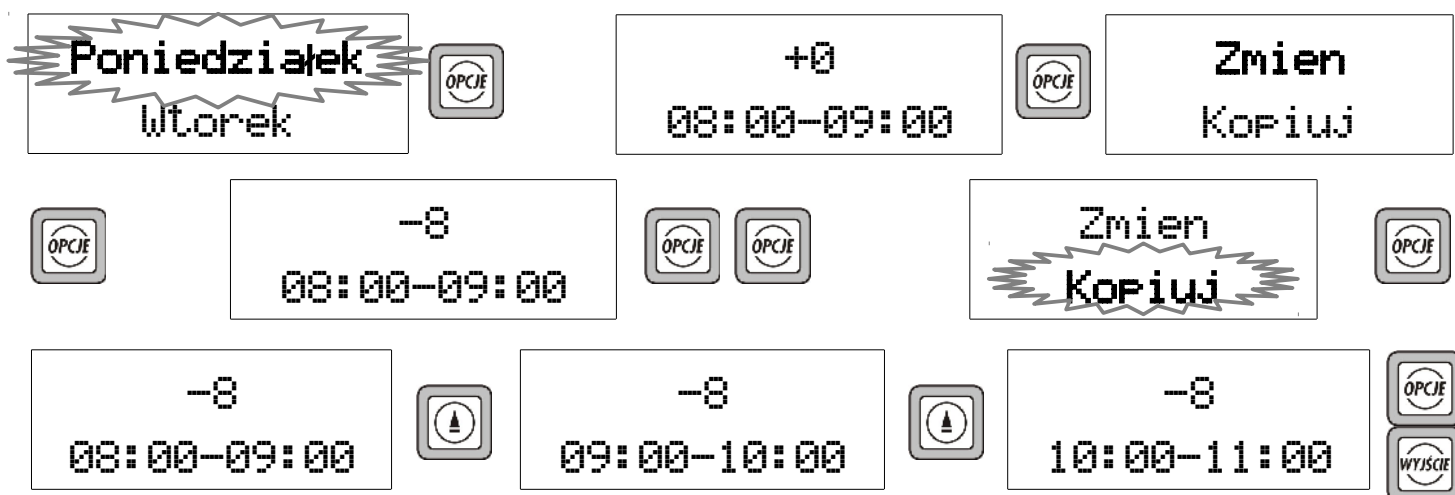 Poniedziałek
Wtorek
OPCJE
+0
08:00-09:00
OPCJE
Zmien
Kopiuj
OPCJE
-8
08:00-09:00
OPCJE
OPCJE
Zmien
Kopiuj
OPCJE
-8
08:00-09:00
-8
09:00-10:00
-8
10:00-11:00
OPCJE
WYJŚCIE